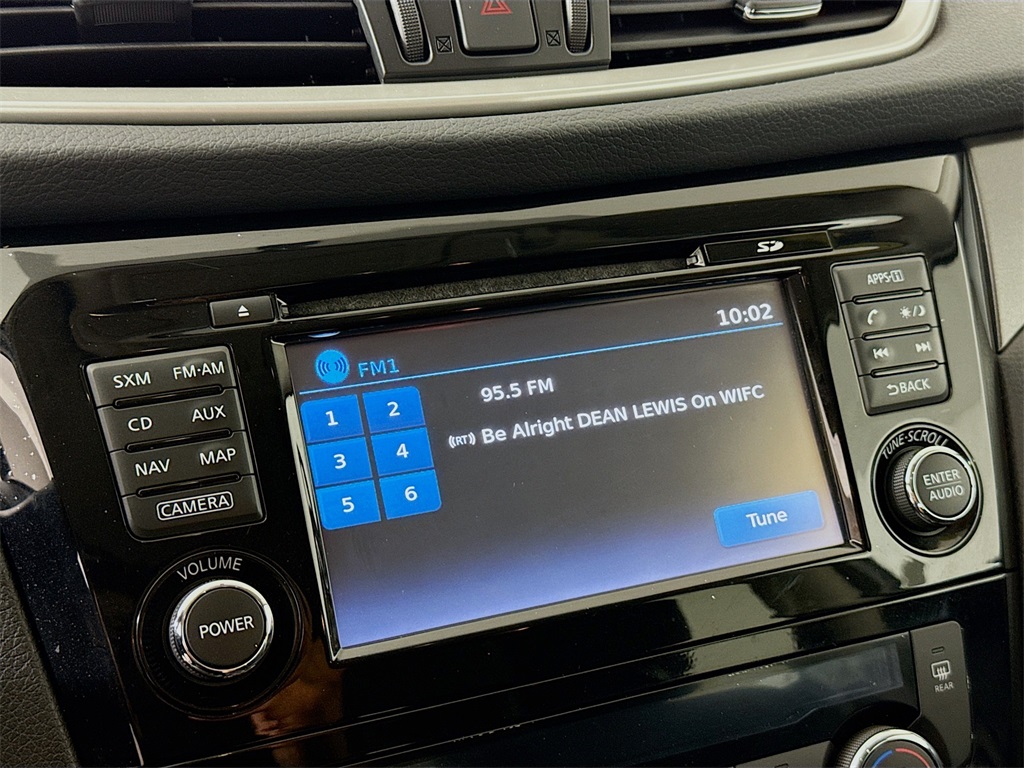 SD
APPS·i
10:02
FM1
SXM FM·AM
95.5 FM
1 2
CD AUX
((RT)) Be Alright DEAN LEWIS On WIFC
BACK
3 4
NAV MAP
5 6
CAMERA
TUNE·SCROLL
ENTER
AUDIO
Tune
VOLUME
POWER
REAR